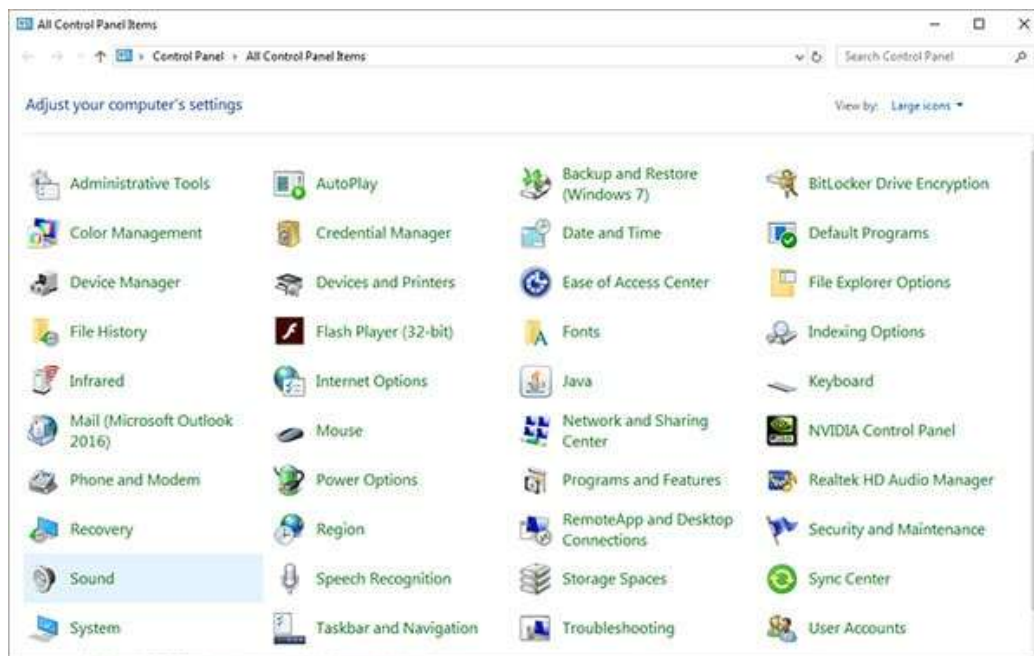 All Control Panel Items
Control Panel › All Control Panel Items
Search Control Panel
Adjust your computer's settings
View by: Large icons
Administrative Tools
AutoPlay
Backup and Restore
(Windows 7)
BitLocker Drive Encryption
Color Management
Credential Manager
Date and Time
Default Programs
Device Manager
Devices and Printers
Ease of Access Center
File Explorer Options
File History
Flash Player (32-bit)
Fonts
Indexing Options
Infrared
Internet Options
Java
Keyboard
Mail (Microsoft Outlook
2016)
Mouse
Network and Sharing
Center
NVIDIA Control Panel
Phone and Modem
Power Options
Programs and Features
Realtek HD Audio Manager
Recovery
Region
RemoteApp and Desktop
Connections
Security and Maintenance
Sound
Speech Recognition
Storage Spaces
Sync Center
System
Taskbar and Navigation
Troubleshooting
User Accounts